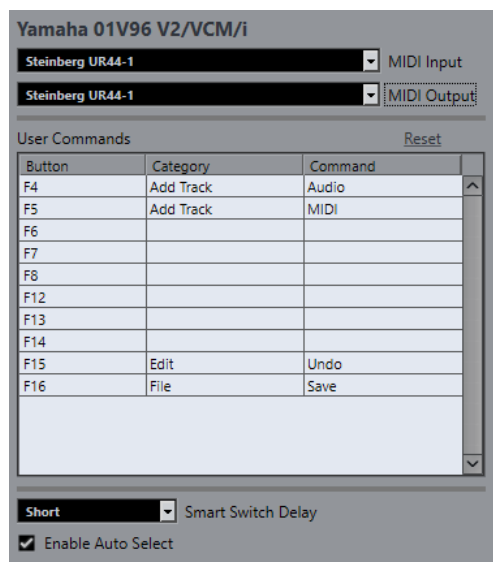 Yamaha 01V96 V2/VCM/i
Steinberg UR44-1 MIDI Input
Steinberg UR44-1 MIDI Output
User Commands Reset
Button Category Command
F4 Add Track Audio
F5 Add Track MIDI
F6
F7
F8
F12
F13
F14
F15 Edit Undo
F16 File Save
Short Smart Switch Delay
Enable Auto Select